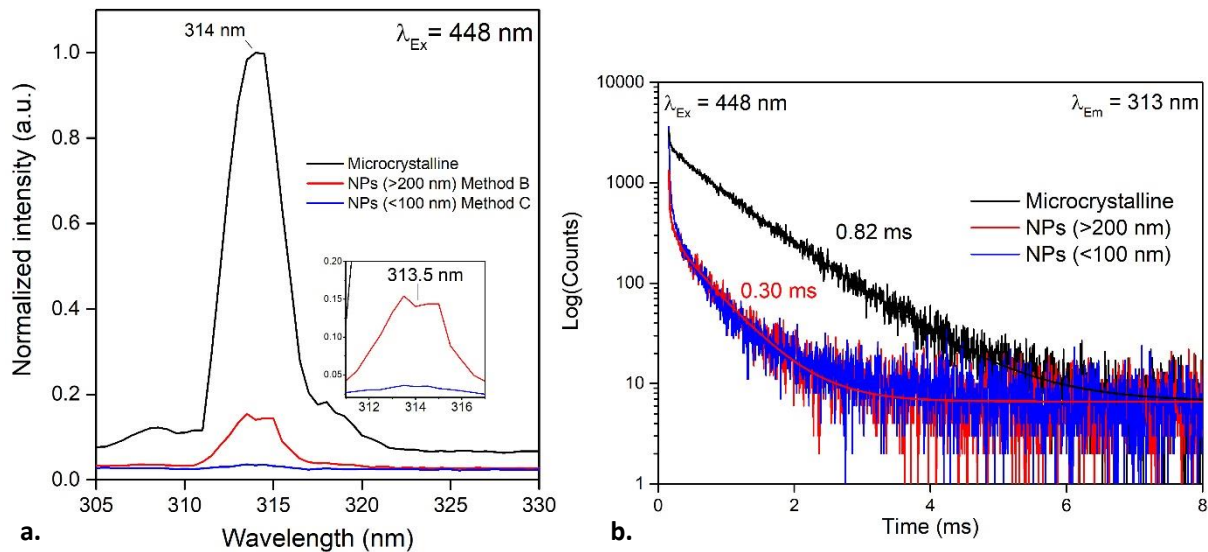 314 nm
λEx = 448 nm
1.0
0.8
0.6
0.4
0.2
0.0
Normalized intensity (a.u.)
Microcrystalline
NPs (>200 nm) Method B
NPs (<100 nm) Method C
313.5 nm
0.20
0.15
0.10
0.05
312 314 316
305 310 315 320 325 330
Wavelength (nm)
a.
λEx = 448 nm
λEm = 313 nm
10000
1000
100
10
1
Log(Counts)
Microcrystalline
NPs (>200 nm)
NPs (<100 nm)
0.82 ms
0.30 ms
0 2 4 6 8
Time (ms)
b.